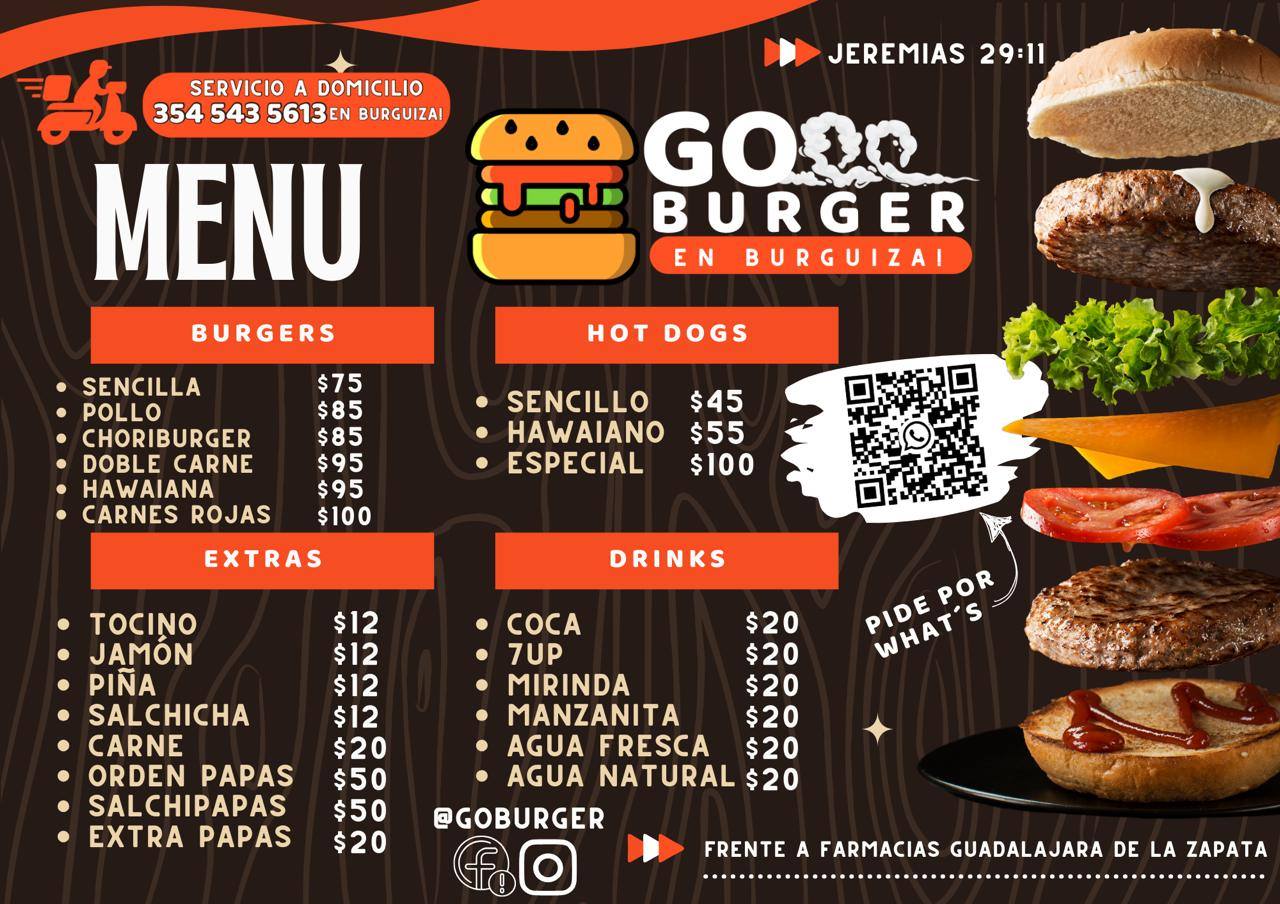 JEREMIAS 29:11
SERVICIO A DOMICILIO
354 543 5613 EN BURGUIZA!
MENU
GO
BURGER
EN BURGUIZA!
BURGERS
SENCILLA $75
POLLO $85
CHORIBURGER $85
DOBLE CARNE $95
HAWAIANA $95
CARNES ROJAS $100
HOT DOGS
SENCILLO $45
HAWAIANO $55
ESPECIAL $100
EXTRAS
TOCINO $12
JAMÓN $12
PIÑA $12
SALCHICHA $12
CARNE $20
ORDEN PAPAS $50
SALCHIPAPAS $50
EXTRA PAPAS $20
DRINKS
COCA $20
7UP $20
MIRINDA $20
MANZANITA $20
AGUA FRESCA $20
AGUA NATURAL $20
PIDE POR
WHAT´S
@GOBURGER
FRENTE A FARMACIAS GUADALAJARA DE LA ZAPATA